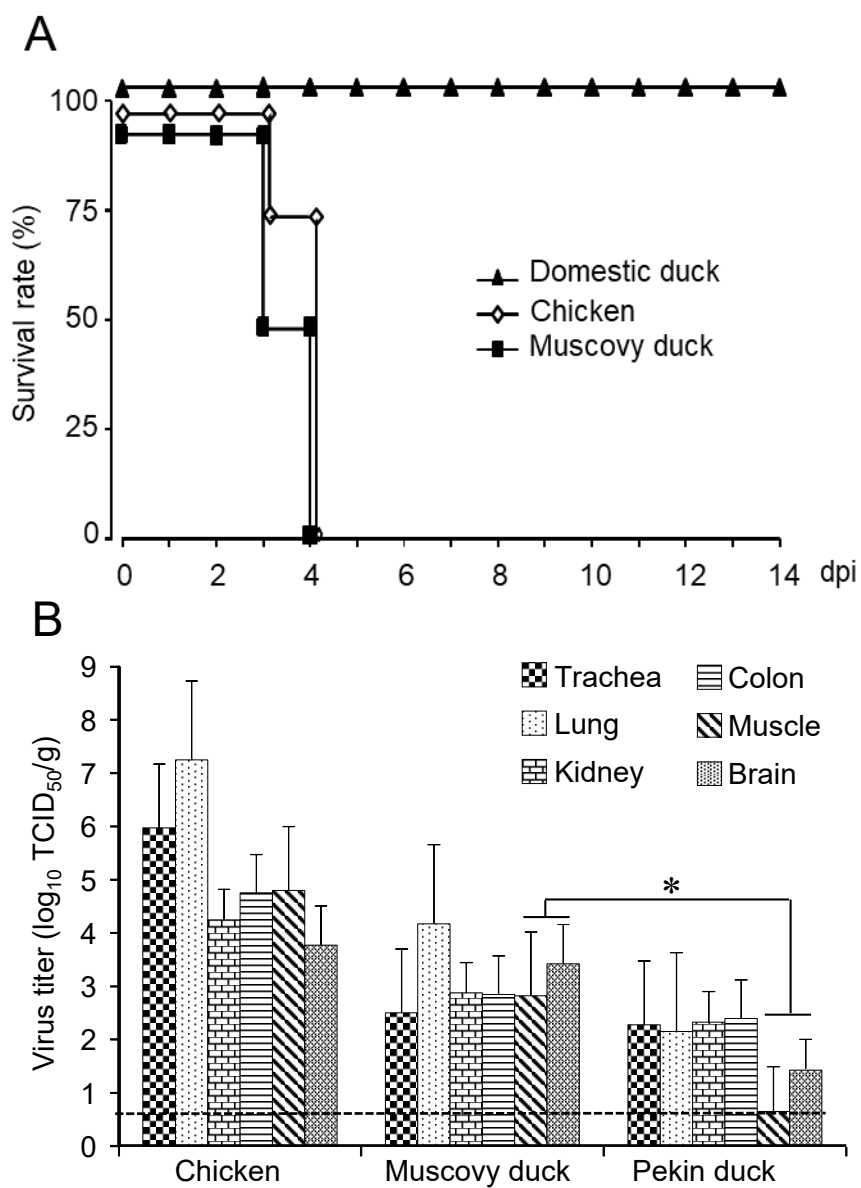 A
100
75
50
25
0
Survival rate (%)
Domestic duck
Chicken
Muscovy duck
0 2 4 6 8 10 12 14 dpi
B
9
8
7
6
5
4
3
2
1
0
Virus titer (log10 TCID50/g)
Trachea Colon
Lung Muscle
Kidney Brain
*
Chicken Muscovy duck Pekin duck